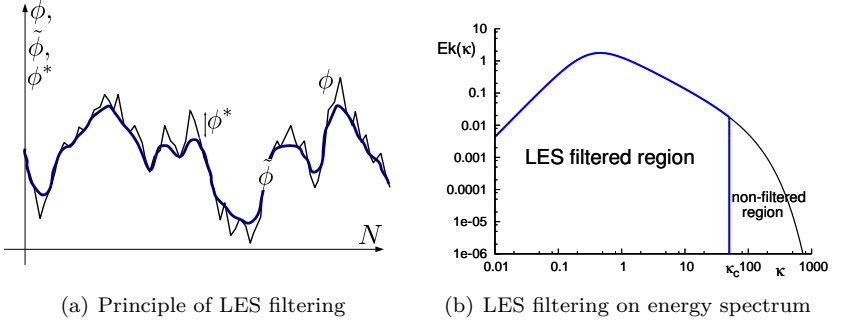 ϕ,
ϕ̃,
ϕ*
ϕ
ϕ*
ϕ̃
N
(a) Principle of LES filtering
10
Ek(κ)
1
0.1
0.01
0.001
0.0001
1e-05
1e-06
LES filtered region
non-filtered
region
0.01
0.1
1
10
κc
100
κ
1000
(b) LES filtering on energy spectrum